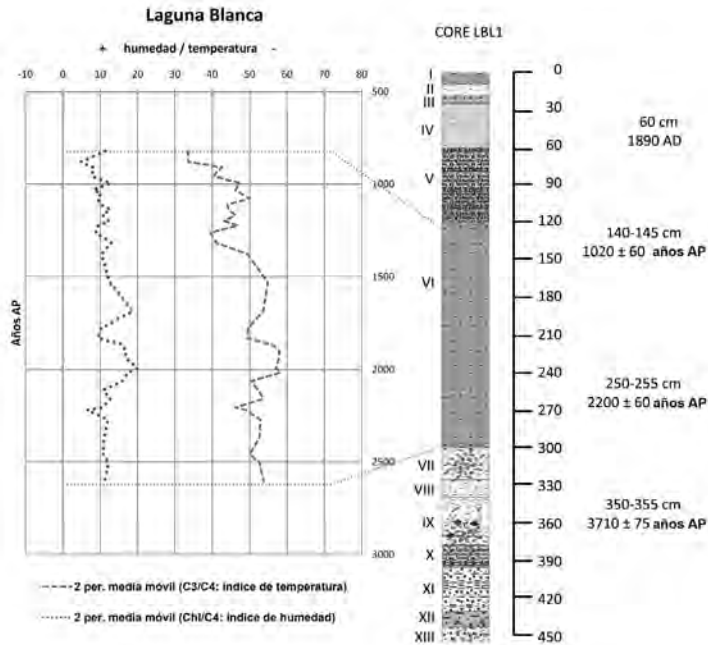 Laguna Blanca
humedad / temperatura
-10 0 10 20 30 -40 50 60 70 80
500
1000
1500
2000
2500
3000
Años AP
2 per. media móvil (C3/C4: índice de temperatura)
2 per. media móvil (Chl/C4: índice de humedad)
CORE LBL1
I
II
III
IV
V
VI
VII
VIII
iX
X
XI
XII
XIII
0
30
60
90
120
150
180
210
240
270
300
330
360
390
420
450
60 cm
1890 AD
140-145 cm
1020 ± 60 años AP
250-255 cm
2200 ± 60 años AP
350-355 cm
3710 ± 75 años AP